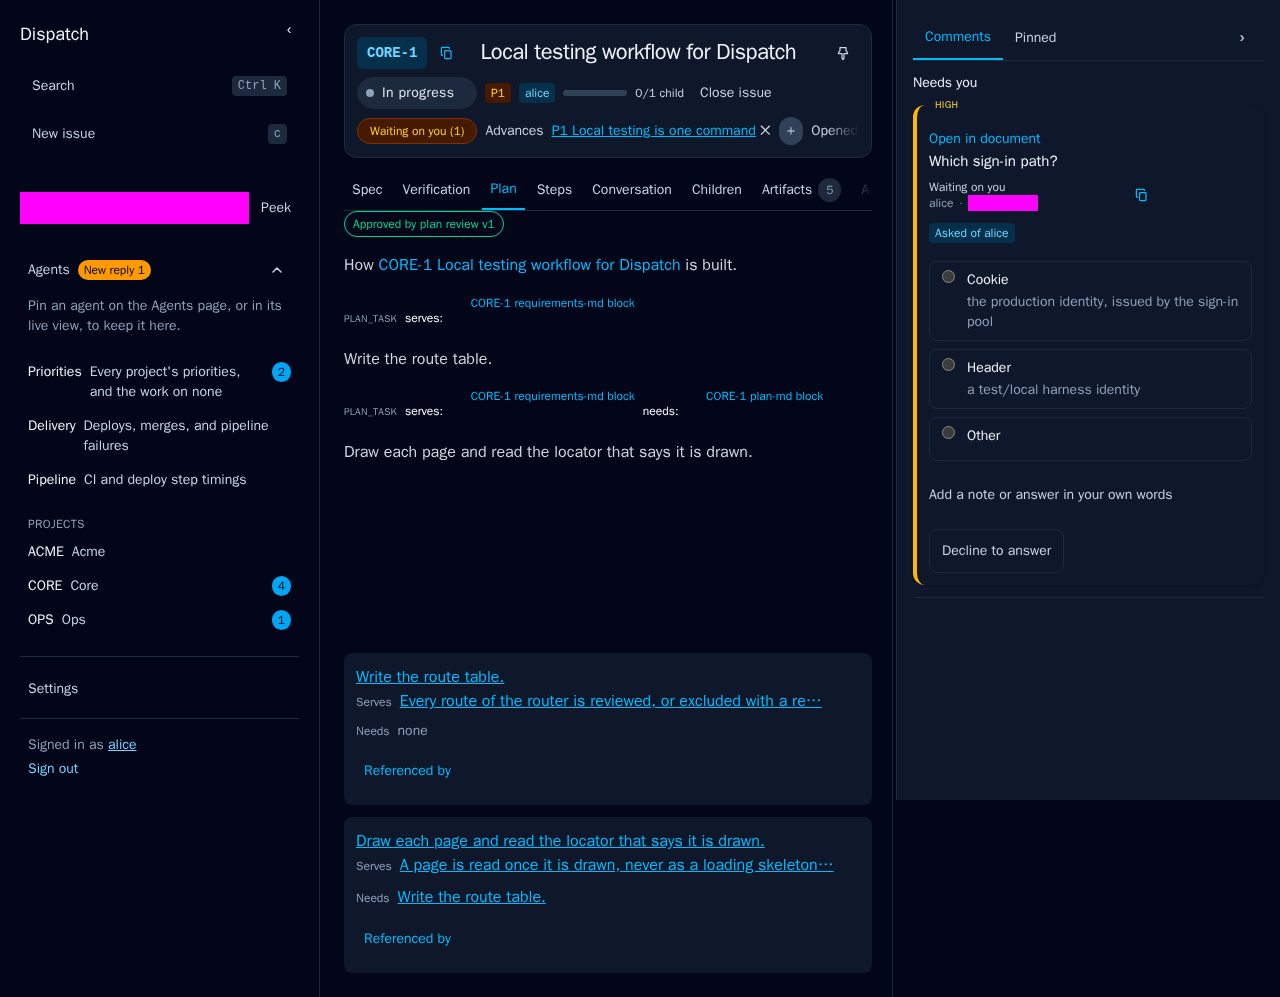 Dispatch
‹
Search
Ctrl K
New issue
C
Peek
Agents New reply 1
Pin an agent on the Agents page, or in its
live view, to keep it here.
Priorities Every project's priorities,
and the work on none
2
Delivery Deploys, merges, and pipeline
failures
Pipeline CI and deploy step timings
PROJECTS
ACME Acme
CORE Core 4
OPS Ops 1
Settings
Signed in as alice
Sign out
CORE-1 Local testing workflow for Dispatch
In progress P1 alice 0/1 child Close issue
Waiting on you (1) Advances P1 Local testing is one command × + Opened
Spec Verification Plan Steps Conversation Children Artifacts 5
Approved by plan review v1
How CORE-1 Local testing workflow for Dispatch is built.
CORE-1 requirements-md block
PLAN_TASK serves:
Write the route table.
CORE-1 requirements-md block CORE-1 plan-md block
PLAN_TASK serves: needs:
Draw each page and read the locator that says it is drawn.
Write the route table.
Serves Every route of the router is reviewed, or excluded with a re…
Needs none
Referenced by
Draw each page and read the locator that says it is drawn.
Serves A page is read once it is drawn, never as a loading skeleton…
Needs Write the route table.
Referenced by
Comments Pinned ›
Needs you
HIGH
Open in document
Which sign-in path?
Waiting on you
alice ·
Asked of alice
Cookie
the production identity, issued by the sign-in
pool
Header
a test/local harness identity
Other
Add a note or answer in your own words
Decline to answer